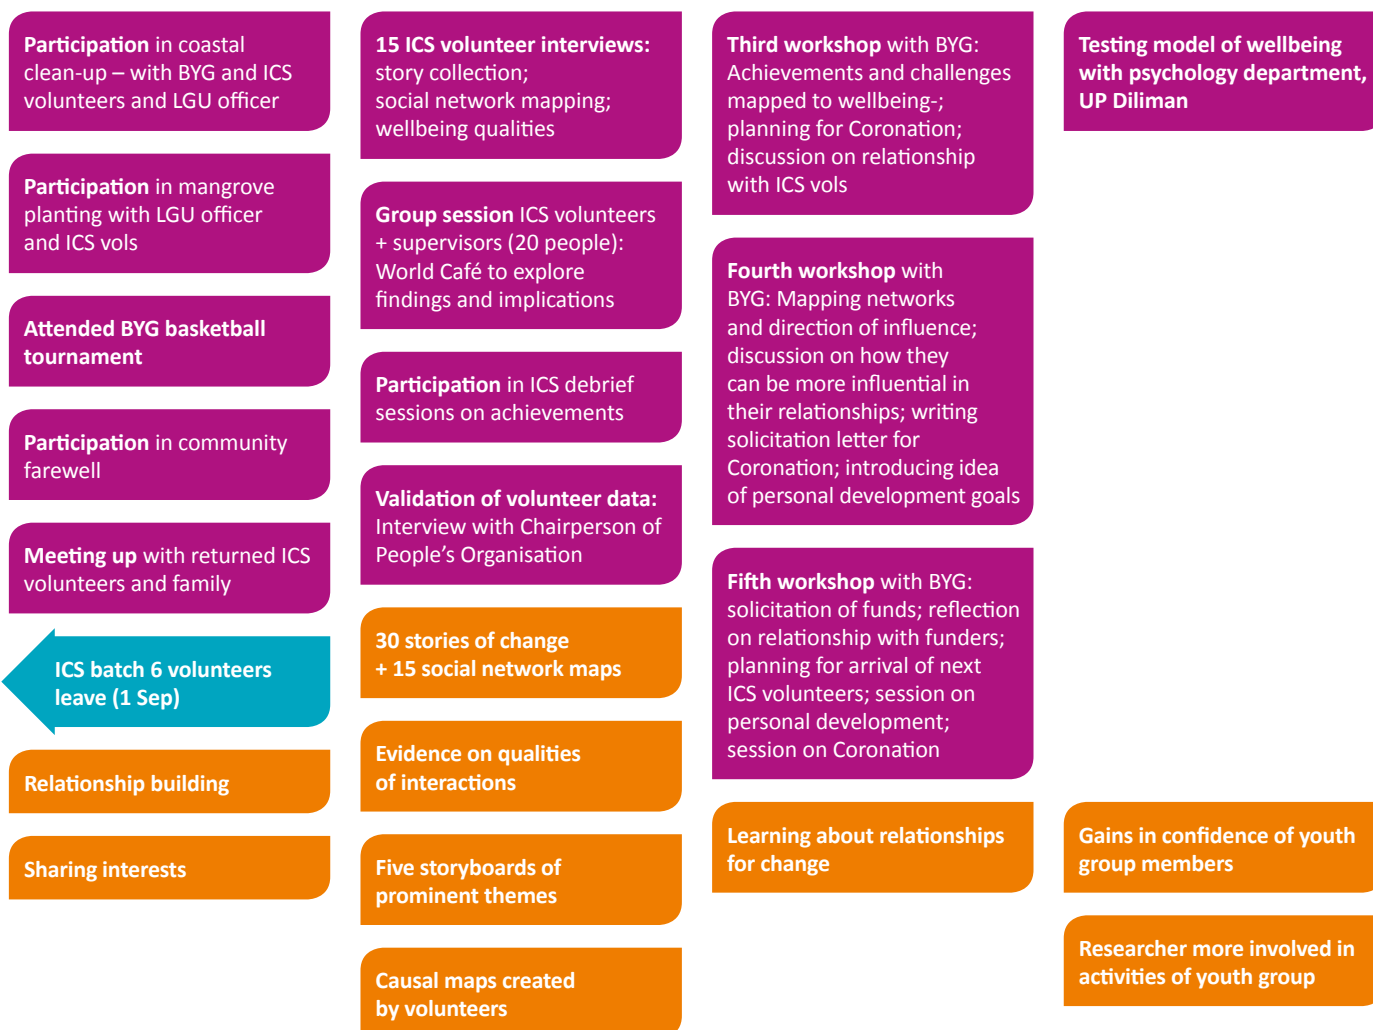 Participation in coastal
clean-up – with BYG and ICS
volunteers and LGU officer
Participation in mangrove
planting with LGU officer
and ICS vols
Attended BYG basketball
tournament
Participation in community
farewell
Meeting up with returned ICS
volunteers and family
ICS batch 6 volunteers
leave (1 Sep)
Relationship building
Sharing interests
15 ICS volunteer interviews:
story collection;
social network mapping;
wellbeing qualities
Group session ICS volunteers
+ supervisors (20 people):
World Café to explore
findings and implications
Participation in ICS debrief
sessions on achievements
Validation of volunteer data:
Interview with Chairperson of
People’s Organisation
30 stories of change
+ 15 social network maps
Evidence on qualities
of interactions
Five storyboards of
prominent themes
Causal maps created
by volunteers
Third workshop with BYG:
Achievements and challenges
mapped to wellbeing-;
planning for Coronation;
discussion on relationship
with ICS vols
Fourth workshop with
BYG: Mapping networks
and direction of influence;
discussion on how they
can be more influential in
their relationships; writing
solicitation letter for
Coronation; introducing idea
of personal development goals
Fifth workshop with BYG:
solicitation of funds; reflection
on relationship with funders;
planning for arrival of next
ICS volunteers; session on
personal development;
session on Coronation
Learning about relationships
for change
Testing model of wellbeing
with psychology department,
UP Diliman
Gains in confidence of youth
group members
Researcher more involved in
activities of youth group